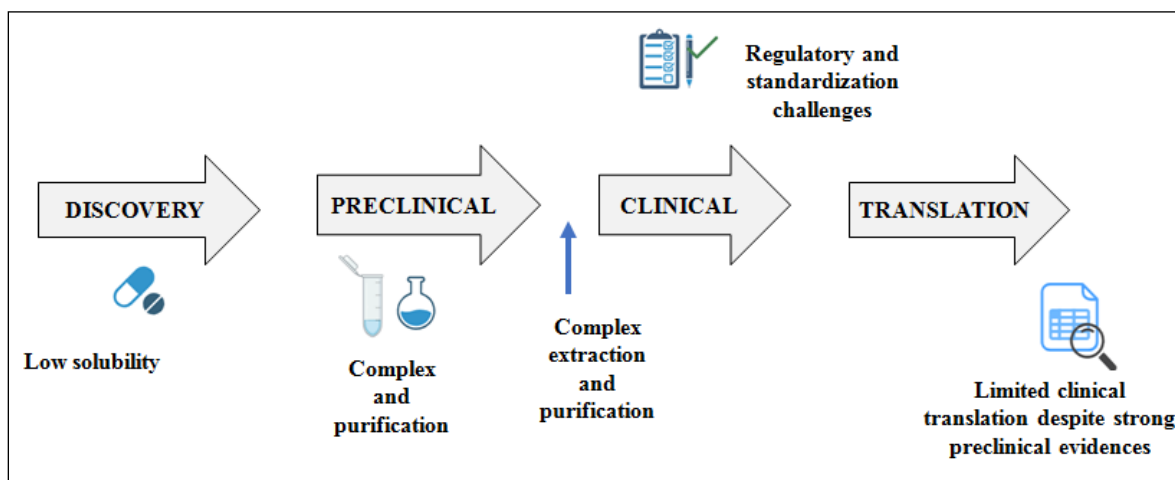 Regulatory and
standardization
challenges
DISCOVERY
PRECLINICAL
CLINICAL
TRANSLATION
Low solubility
Complex
and
purification
Complex
extraction
and
purification
Limited clinical
translation despite strong
preclinical evidences